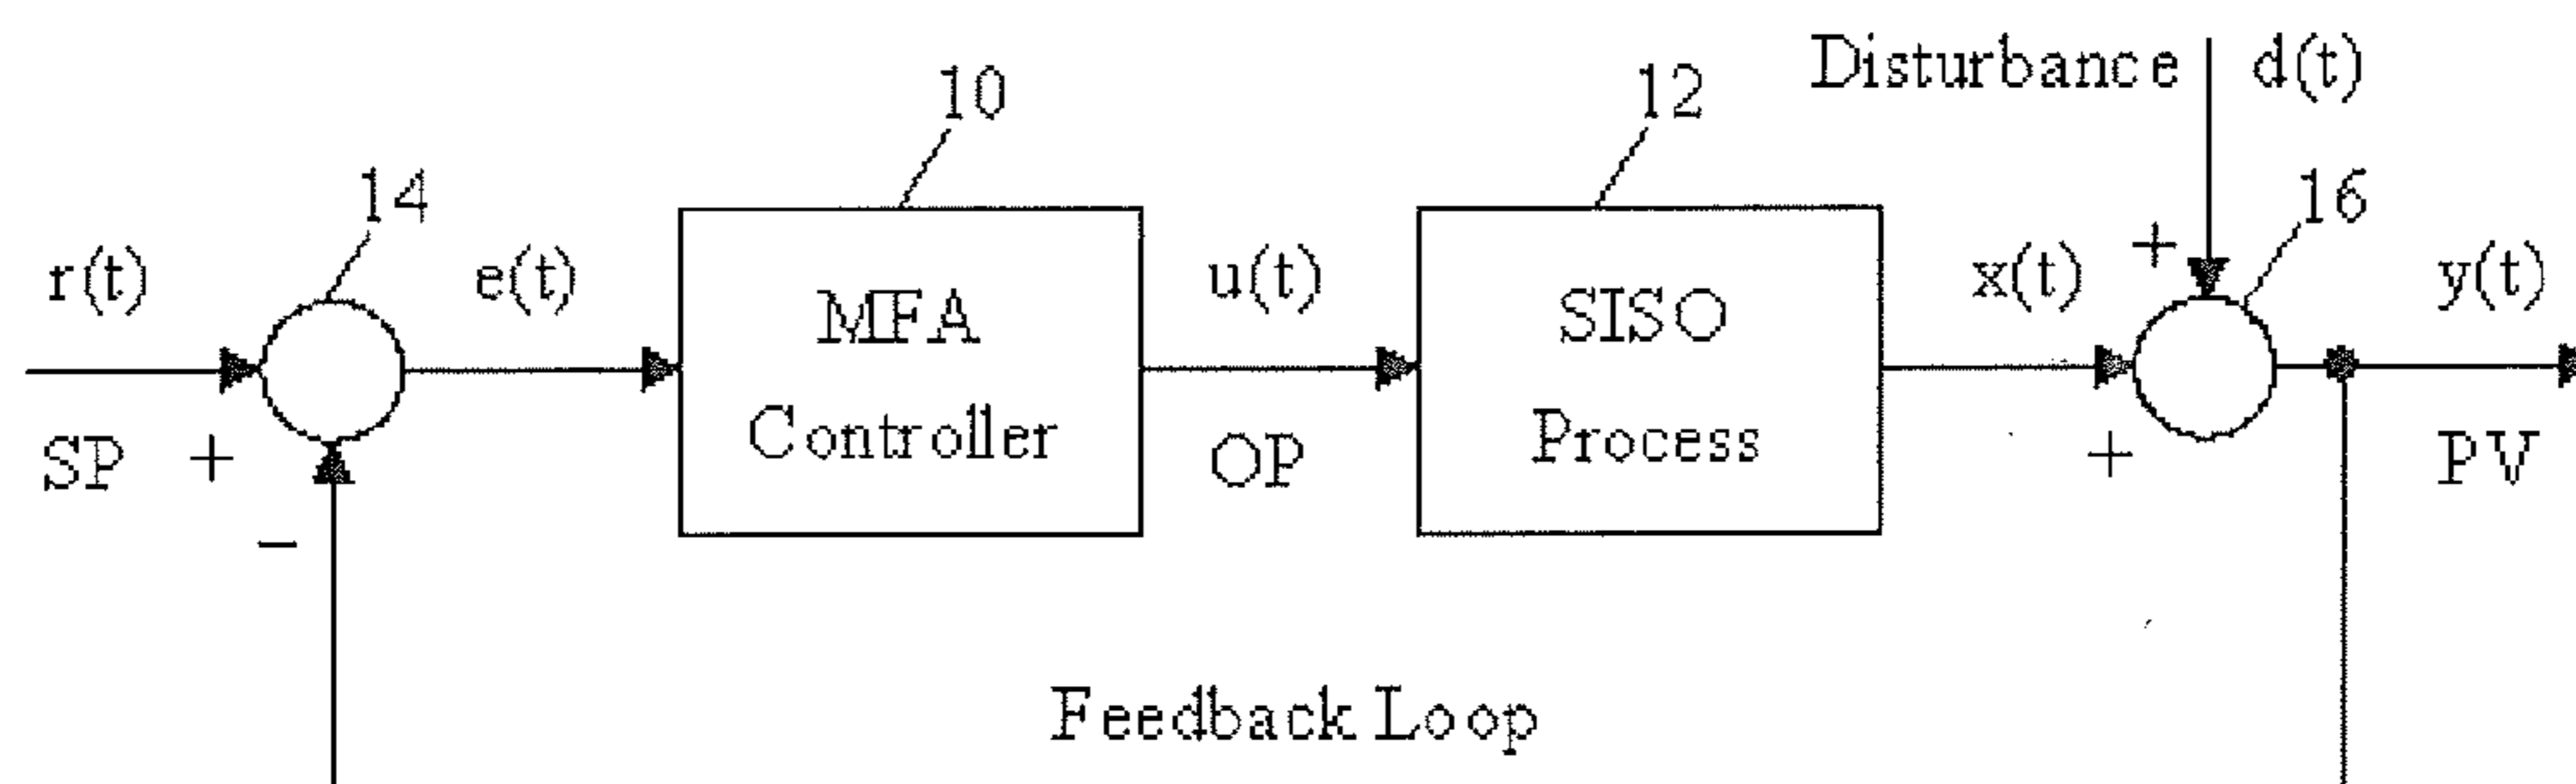 Disturbance d(t)
10
12
14
16
r(t)
e(t)
u(t)
x(t)
y(t)
+
MFA
Controller
SISO
Process
SP
+
OP
+
PV
−
Feedback Loop